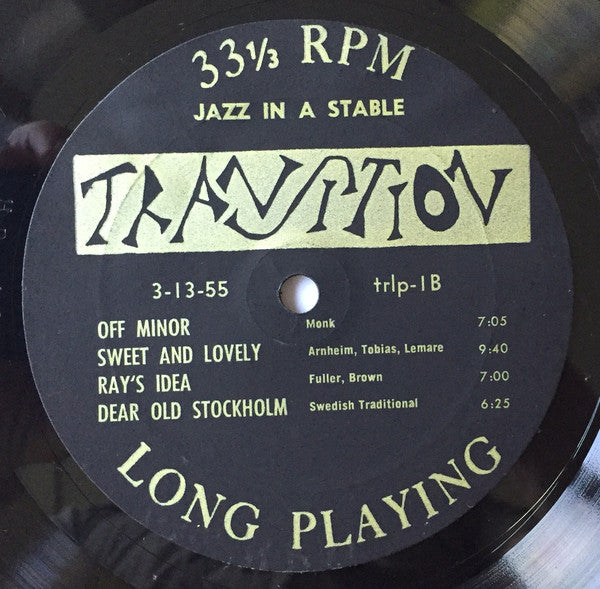 33⅓ RPM
JAZZ IN A STABLE
TRANSITION
3-13-55 trlp-1B
OFF MINOR Monk 7:05
SWEET AND LOVELY Arnheim, Tobias, Lemare 9:40
RAY'S IDEA Fuller, Brown 7:00
DEAR OLD STOCKHOLM Swedish Traditional 6:25
LONG PLAYING